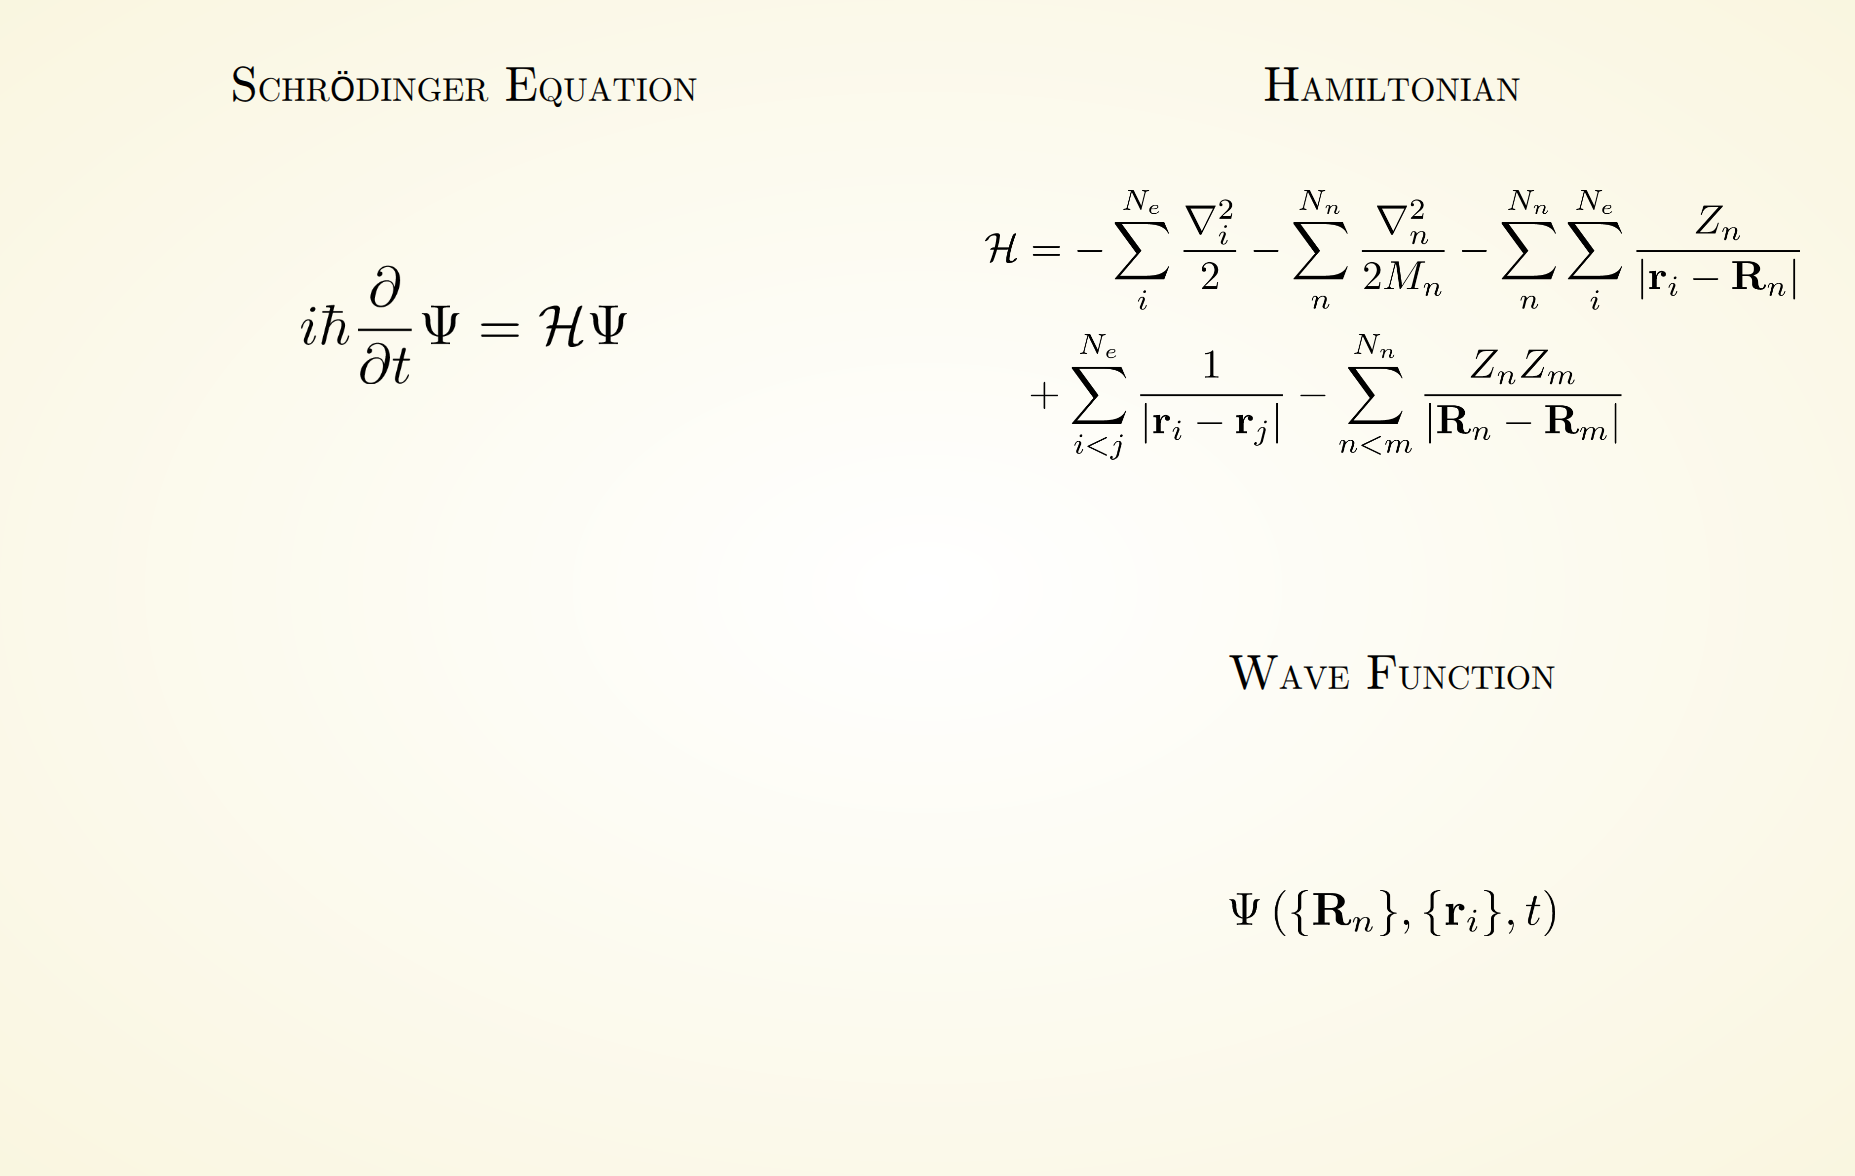 Schrödinger Equation
$i\hbar\frac{\partial}{\partial t}\Psi = \mathcal{H}\Psi$
Hamiltonian
$\mathcal{H} = -\sum_{i}^{N_e}\frac{\nabla_i^2}{2} - \sum_{n}^{N_n}\frac{\nabla_n^2}{2M_n} - \sum_{n}^{N_n}\sum_{i}^{N_e}\frac{Z_n}{|\mathbf{r}_i - \mathbf{R}_n|}$
$+ \sum_{i<j}^{N_e}\frac{1}{|\mathbf{r}_i - \mathbf{r}_j|} - \sum_{n<m}^{N_n}\frac{Z_n Z_m}{|\mathbf{R}_n - \mathbf{R}_m|}$
Wave Function
$\Psi\left(\{\mathbf{R}_n\}, \{\mathbf{r}_i\}, t\right)$